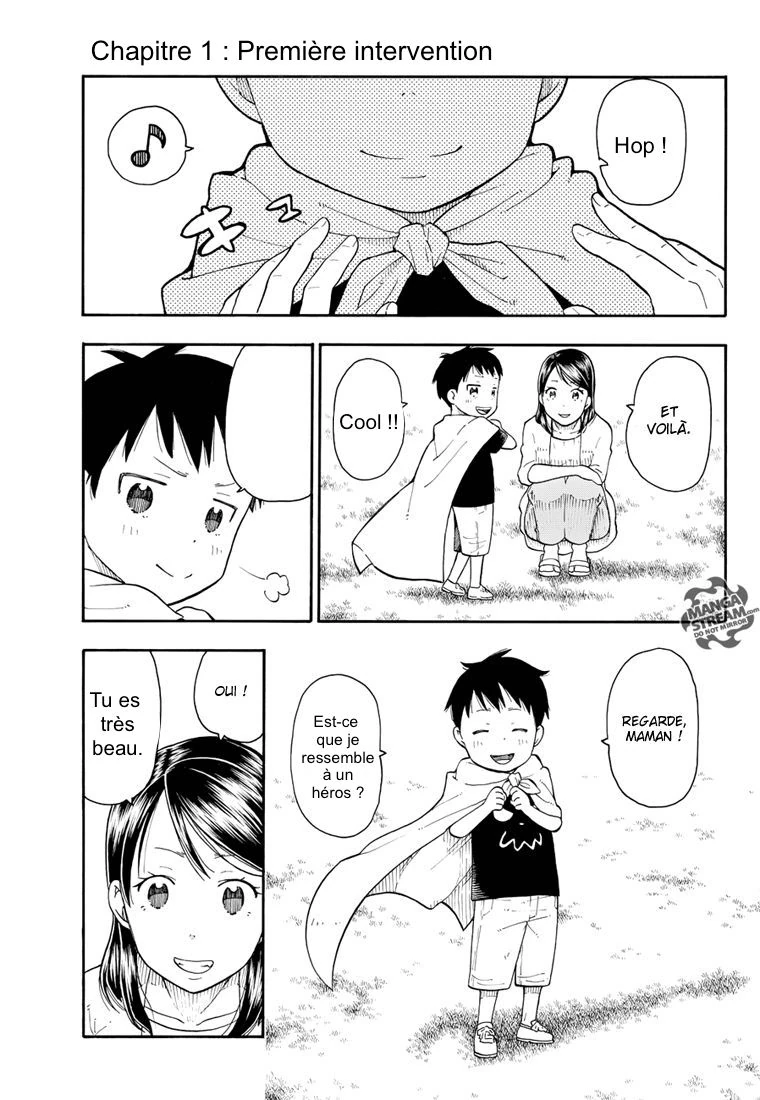 Chapitre 1 : Première intervention
Hop !
ET
VOILÀ.
Cool !!
MANGA
STREAM.com
DO NOT MIRROR
REGARDE,
MAMAN !
Est-ce
que je
ressemble
à un
héros ?
OUI !
Tu es
très
beau.